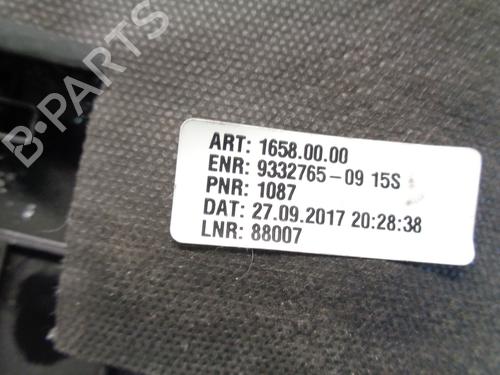 B-PARTS
ART: 1658.00.00
ENR: 9332765-09 15S
PNR: 1087
DAT: 27.09.2017 20:28:38
LNR: 88007